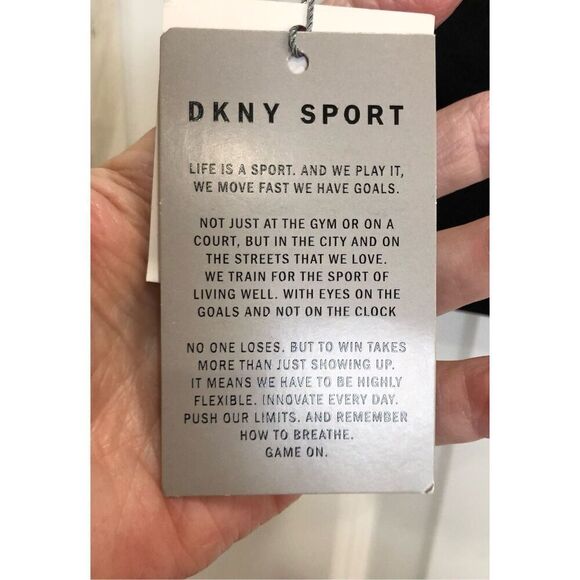 DKNY SPORT
LIFE IS A SPORT. AND WE PLAY IT,
WE MOVE FAST WE HAVE GOALS.
NOT JUST AT THE GYM OR ON A
COURT, BUT IN THE CITY AND ON
THE STREETS THAT WE LOVE.
WE TRAIN FOR THE SPORT OF
LIVING WELL. WITH EYES ON THE
GOALS AND NOT ON THE CLOCK
NO ONE LOSES. BUT TO WIN TAKES
MORE THAN JUST SHOWING UP.
IT MEANS WE HAVE TO BE HIGHLY
FLEXIBLE. INNOVATE EVERY DAY.
PUSH OUR LIMITS. AND REMEMBER
HOW TO BREATHE.
GAME ON.